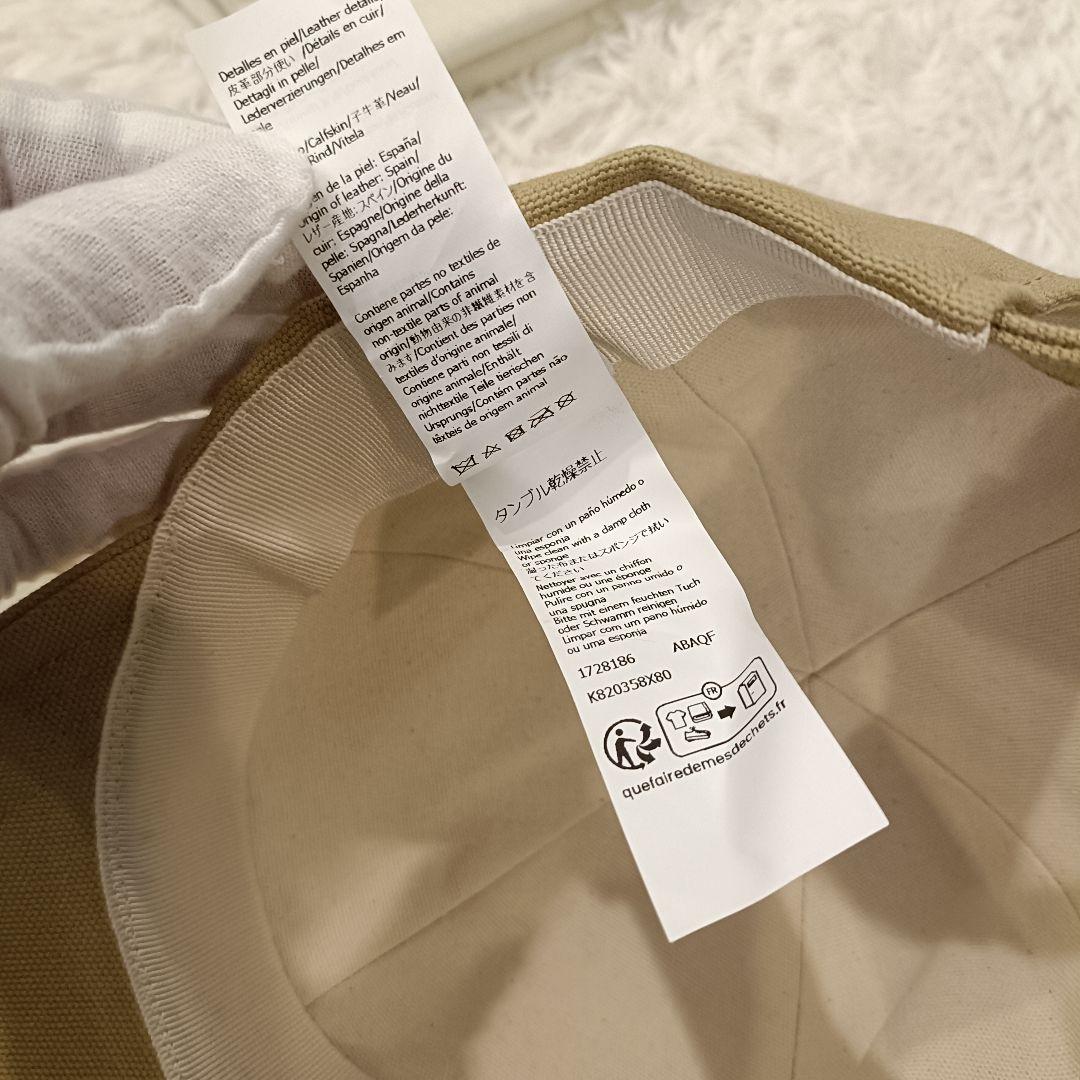 Detalles en piel/Leather details/
皮革部分使い /Détails en cuir/
Dettagli in pelle/
Lederverzierungen/Detalhes em
/Calfskin/子牛革/Veau/
Rind/Vitela
de la piel: España/
Origin of leather: Spain/
レザー産地: スペイン/Origine du
cuir: Espagne/Origine della
pelle: Spagna/Lederherkunft:
Spanien/Origem da pele:
Espanha
Contiene partes no textiles de
origen animal/Contains
non-textile parts of animal
origin/動物由来の非繊維素材を含
みます/Contient des parties non
textiles d'origine animale/
Contiene parti non tessili di
origine animale/Enthält
nichttextile Teile tierischen
Ursprungs/Contém partes não
têxteis de origem animal
タンブル乾燥禁止
Limpiar con un paño húmedo o
una esponja
Wipe clean with a damp cloth
or sponge
湿った布またはスポンジで拭い
てください
Nettoyer avec un chiffon
humide ou une éponge
Pulire con un panno umido o
una spugna
Bitte mit einem feuchten Tuch
oder Schwamm reinigen
Limpar com um pano húmido
ou uma esponja
1728186 ABAQF
K820358X80
FR
quefairedemesdechets.fr